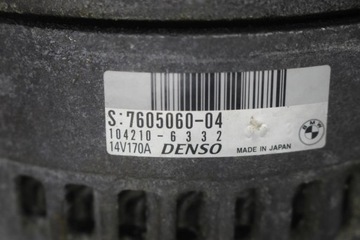 S:7605060-04
104210-6332
14V170A DENSO MADE IN JAPAN
BMW